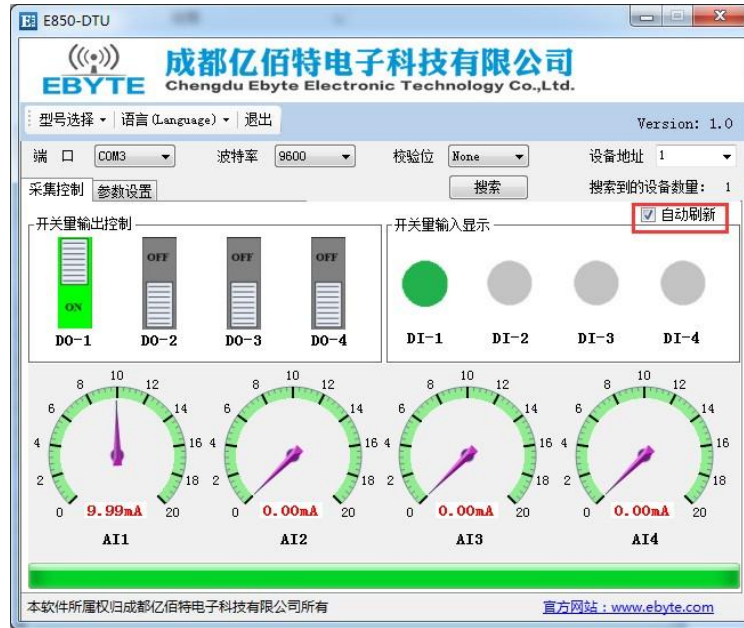 E850-DTU
成都亿佰特电子科技有限公司
EBYTE Chengdu Ebyte Electronic Technology Co.,Ltd.
型号选择 语言(Language) 退出 Version: 1.0
端 口 COM3 波特率 9600 校验位 None 设备地址 1
采集控制 参数设置 搜索 搜索到的设备数量: 1
开关量输出控制 开关量输入显示 自动刷新
OFF OFF OFF
ON
DO-1 DO-2 DO-3 DO-4 DI-1 DI-2 DI-3 DI-4
8 10 12 8 10 12 8 10 12 8 10 12
6 14 6 14 6 14 6 14
4 16 4 16 4 16 4 16
2 18 2 18 2 18 2 18
0 9.99mA 20 0 0.00mA 20 0 0.00mA 20 0 0.00mA 20
AI1 AI2 AI3 AI4
本软件所属权归成都亿佰特电子科技有限公司所有 官方网站：www.ebyte.com